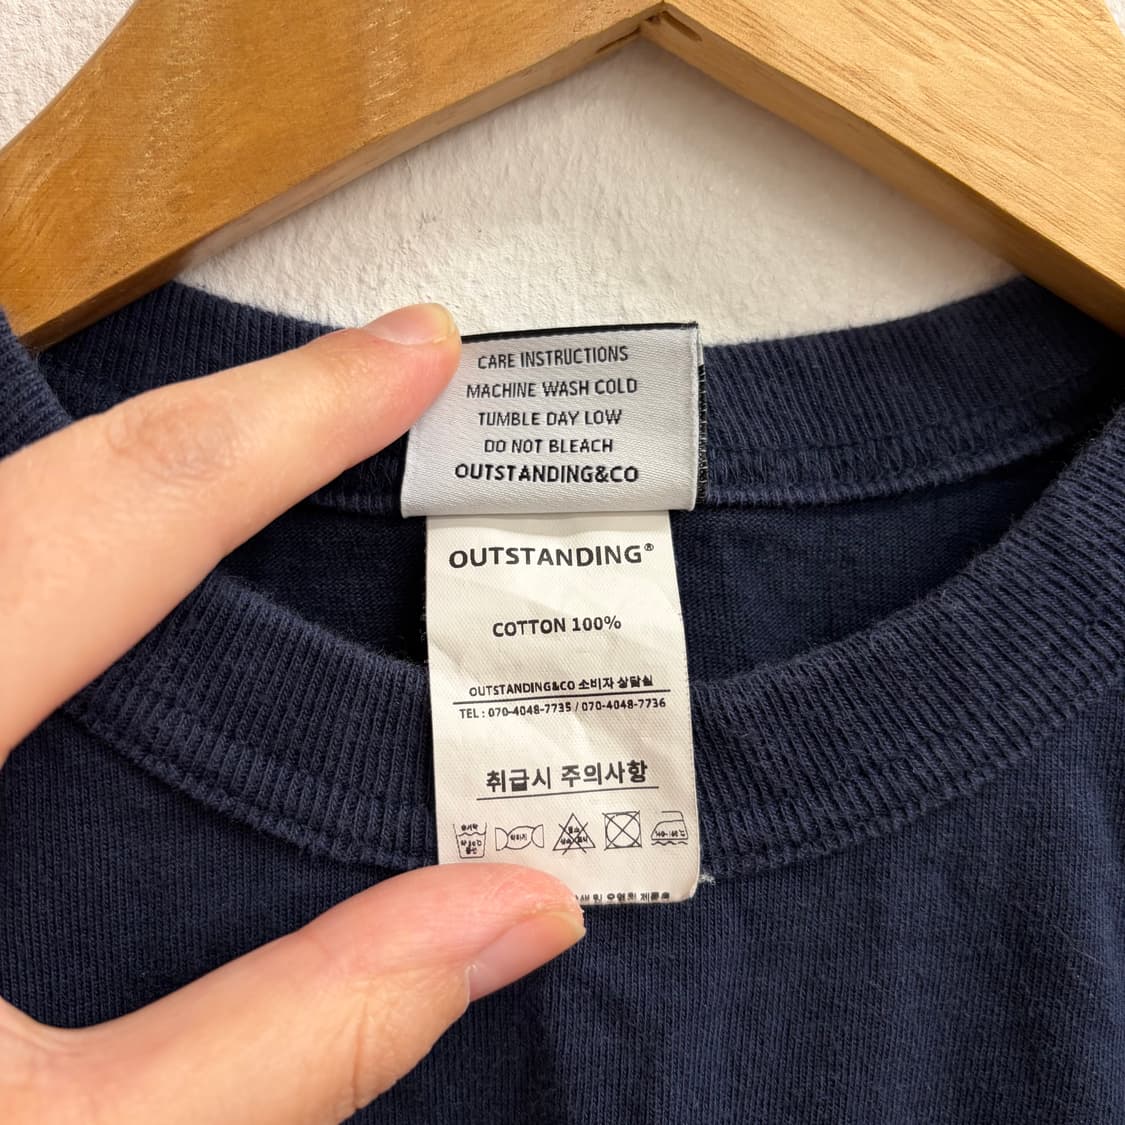 CARE INSTRUCTIONS
MACHINE WASH COLD
TUMBLE DAY LOW
DO NOT BLEACH
OUTSTANDING&CO
OUTSTANDING®
COTTON 100%
OUTSTANDING&CO 소비자 상담실
TEL : 070-4048-7735 / 070-4048-7736
취급시 주의사항